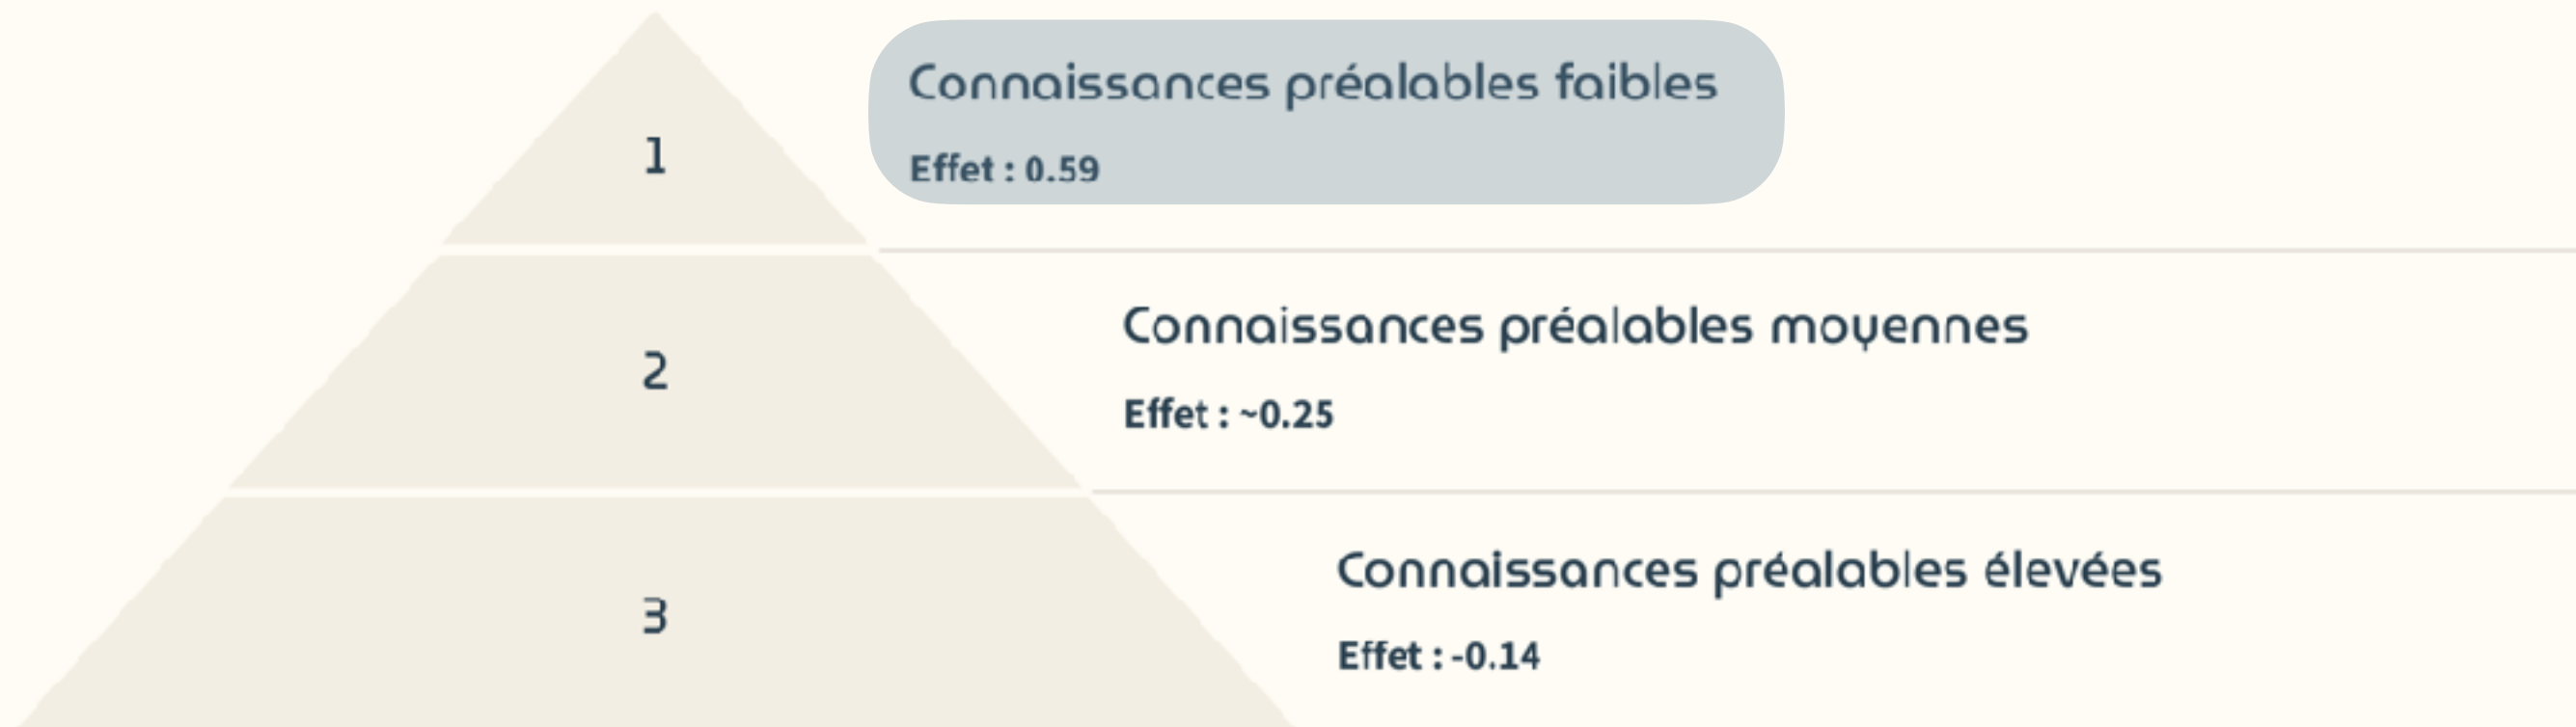 1
Connaissances préalables faibles
Effet : 0.59
2
Connaissances préalables moyennes
Effet : ~0.25
3
Connaissances préalables élevées
Effet : -0.14